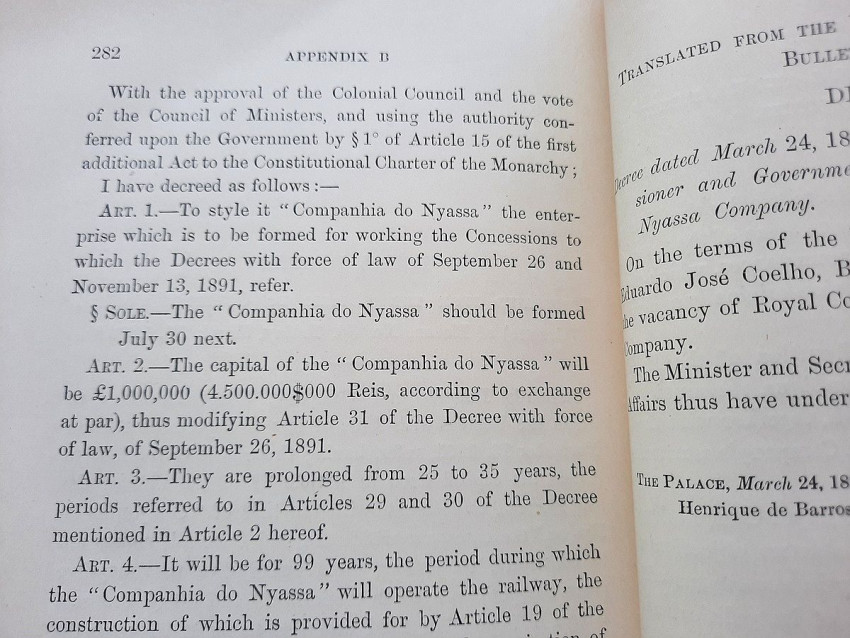 282
APPENDIX B
With the approval of the Colonial Council and the vote
of the Council of Ministers, and using the authority con-
ferred upon the Government by § 1° of Article 15 of the first
additional Act to the Constitutional Charter of the Monarchy;
I have decreed as follows:—
ART. 1.—To style it "Companhia do Nyassa" the enter-
prise which is to be formed for working the Concessions to
which the Decrees with force of law of September 26 and
November 13, 1891, refer.
§ SOLE.—The "Companhia do Nyassa" should be formed
July 30 next.
ART. 2.—The capital of the "Companhia do Nyassa" will
be £1,000,000 (4.500.000$000 Reis, according to exchange
at par), thus modifying Article 31 of the Decree with force
of law, of September 26, 1891.
ART. 3.—They are prolonged from 25 to 35 years, the
periods referred to in Articles 29 and 30 of the Decree
mentioned in Article 2 hereof.
ART. 4.—It will be for 99 years, the period during which
the "Companhia do Nyassa" will operate the railway, the
construction of which is provided for by Article 19 of the
of
TRANSLATED FROM THE
BULLE
D
Decree dated March 24, 18
sioner and Governme
Nyassa Company.
On the terms of the
Eduardo José Coelho, B
the vacancy of Royal Co
Company.
The Minister and Secr
Affairs thus have under
THE PALACE, March 24, 18
Henrique de Barros